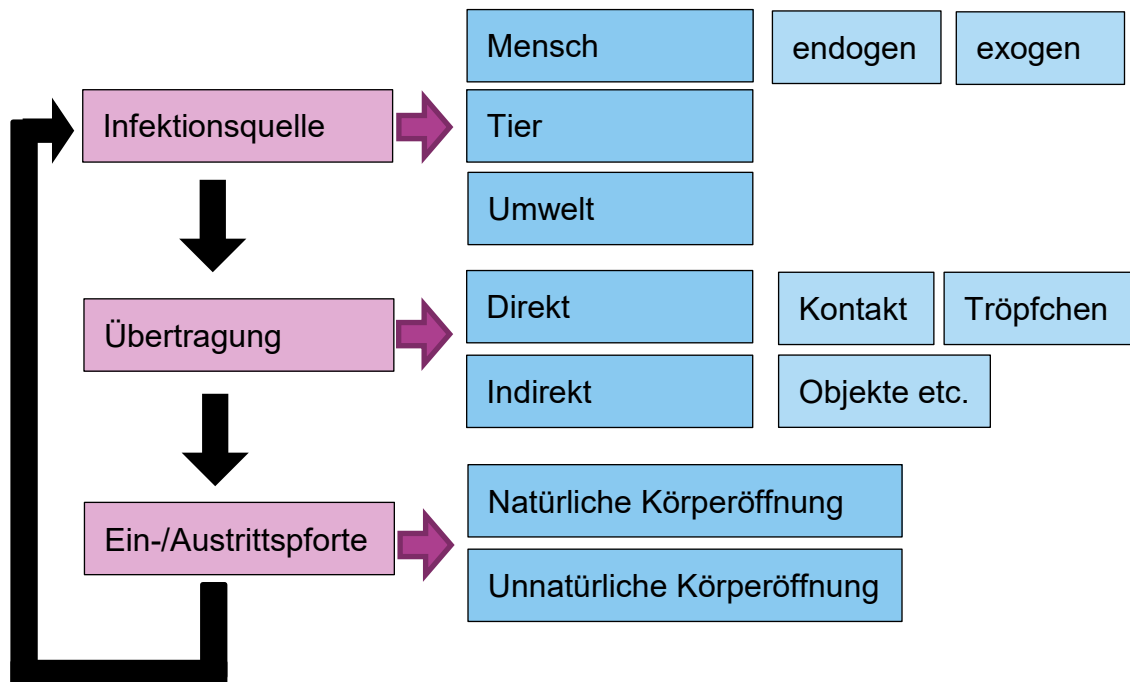 Mensch
endogen
exogen
Infektionsquelle
Tier
Umwelt
Direkt
Kontakt
Tröpfchen
Übertragung
Indirekt
Objekte etc.
Natürliche Körperöffnung
Ein-/Austrittspforte
Unnatürliche Körperöffnung